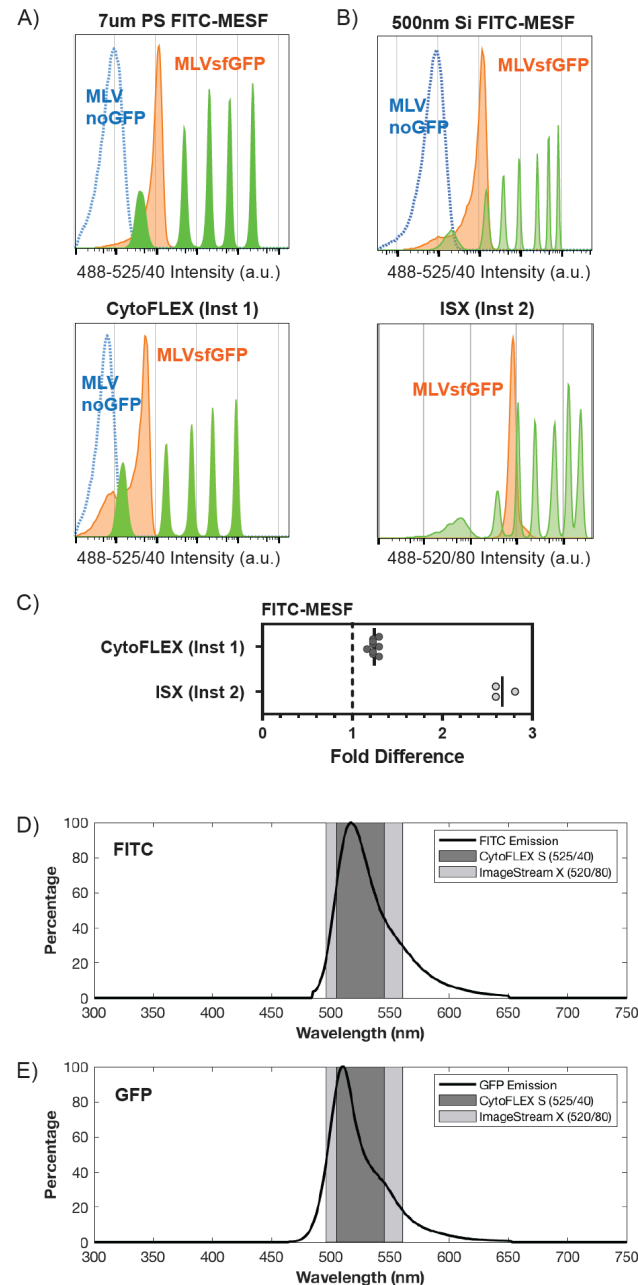 A)
7um PS FITC-MESF
MLV
noGFP
MLVsfGFP
488-525/40 Intensity (a.u.)
CytoFLEX (Inst 1)
MLV
noGFP
MLVsfGFP
488-525/40 Intensity (a.u.)
B)
500nm Si FITC-MESF
MLV
noGFP
MLVsfGFP
488-525/40 Intensity (a.u.)
ISX (Inst 2)
MLVsfGFP
488-520/80 Intensity (a.u.)
C)
FITC-MESF
CytoFLEX (Inst 1)
ISX (Inst 2)
0 1 2 3
Fold Difference
D)
100
80
60
40
20
0
Percentage
FITC
FITC Emission
CytoFLEX S (525/40)
ImageStream X (520/80)
300 350 400 450 500 550 600 650 700 750
Wavelength (nm)
E)
100
80
60
40
20
0
Percentage
GFP
GFP Emission
CytoFLEX S (525/40)
ImageStream X (520/80)
300 350 400 450 500 550 600 650 700 750
Wavelength (nm)